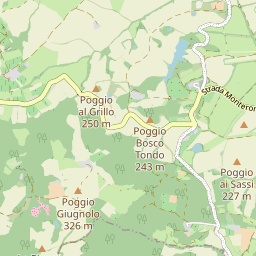 Strada Monteron
Poggio
al Grillo
250 m
Poggio
Bosco
Tondo
243 m
Poggio
ai Sassi
227 m
Poggio
Giugnolo
326 m